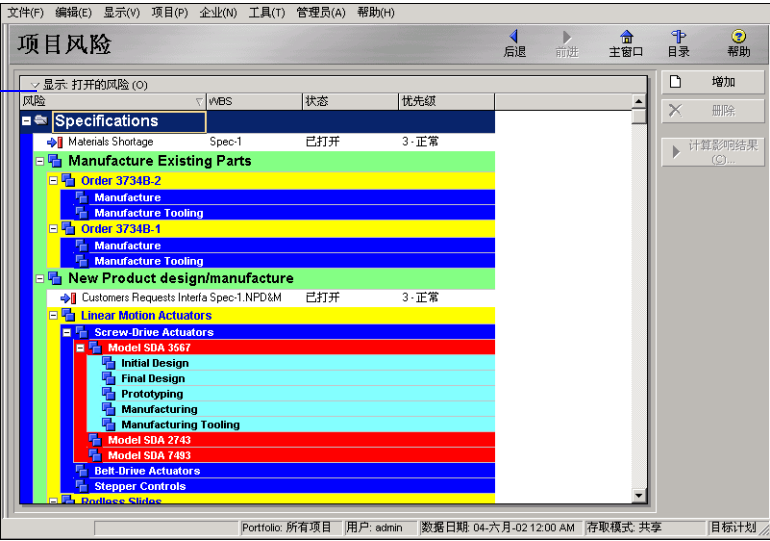 文件(F) 编辑(E) 显示(V) 项目(P) 企业(N) 工具(T) 管理员(A) 帮助(H)
项目风险
后退 前进 主窗口 目录 帮助
显示: 打开的风险 (O)
风险 WBS 状态 优先级
增加
删除
计算影响结果(C)...
Specifications
Materials Shortage Spec-1 已打开 3 - 正常
Manufacture Existing Parts
Order 3734B-2
Manufacture
Manufacture Tooling
Order 3734B-1
Manufacture
Manufacture Tooling
New Product design/manufacture
Customers Requests Interfa Spec-1.NPD&M 已打开 3 - 正常
Linear Motion Actuators
Screw-Drive Actuators
Model SDA 3567
Initial Design
Final Design
Prototyping
Manufacturing
Manufacturing Tooling
Model SDA 2743
Model SDA 7493
Belt-Drive Actuators
Stepper Controls
Rodless Slides
Portfolio: 所有项目 用户: admin 数据日期: 04-六月-02 12:00 AM 存取模式: 共享 目标计划